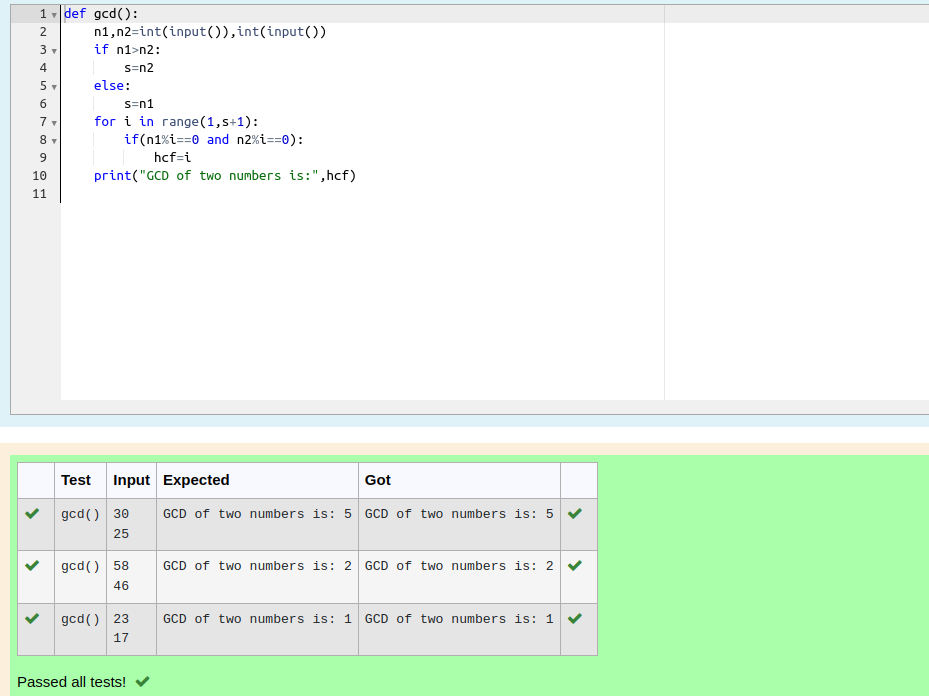 1 def gcd():
2     n1,n2=int(input()),int(input())
3     if n1>n2:
4         s=n2
5     else:
6         s=n1
7     for i in range(1,s+1):
8         if(n1%i==0 and n2%i==0):
9             hcf=i
10     print("GCD of two numbers is:",hcf)
11
Test Input Expected Got
gcd() 30 GCD of two numbers is: 5 GCD of two numbers is: 5
25
gcd() 58 GCD of two numbers is: 2 GCD of two numbers is: 2
46
gcd() 23 GCD of two numbers is: 1 GCD of two numbers is: 1
17
Passed all tests!